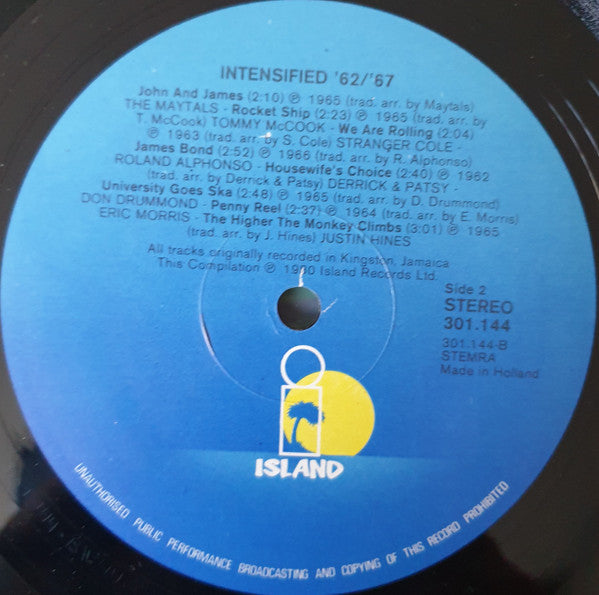 INTENSIFIED '62/'67
John And James (2:10) ℗ 1965 (trad. arr. by Maytals)
THE MAYTALS - Rocket Ship (2:23) ℗ 1965 (trad. arr. by
T. McCook) TOMMY McCOOK - We Are Rolling (2:04)
℗ 1963 (trad. arr. by S. Cole) STRANGER COLE -
James Bond (2:52) ℗ 1966 (trad. arr. by R. Alphonso)
ROLAND ALPHONSO - Housewife's Choice (2:40) ℗ 1962
(trad. arr. by Derrick & Patsy) DERRICK & PATSY -
University Goes Ska (2:48) ℗ 1965 (trad. arr. by D. Drummond)
DON DRUMMOND - Penny Reel (2:37) ℗ 1964 (trad. arr. by E. Morris)
ERIC MORRIS - The Higher The Monkey Climbs (3:01) ℗ 1965
(trad. arr. by J. Hines) JUSTIN HINES
All tracks originally recorded in Kingston, Jamaica
This Compilation ℗ 1980 Island Records Ltd.
Side 2
STEREO
301.144
301.144-B
STEMRA
Made in Holland
ISLAND
UNAUTHORISED PUBLIC PERFORMANCE BROADCASTING AND COPYING OF THIS RECORD PROHIBITED